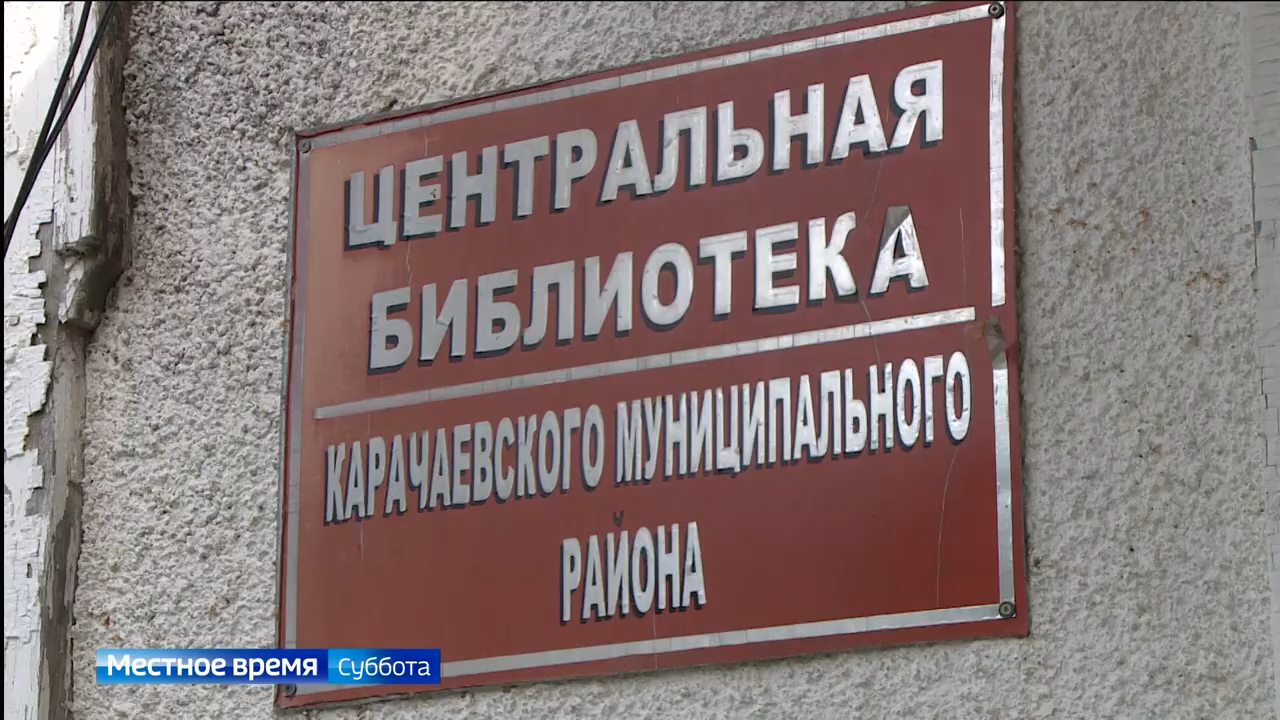 ЦЕНТРАЛЬНАЯ
БИБЛИОТЕКА
КАРАЧАЕВСКОГО МУНИЦИПАЛЬНОГО
РАЙОНА
Местное время Суббота